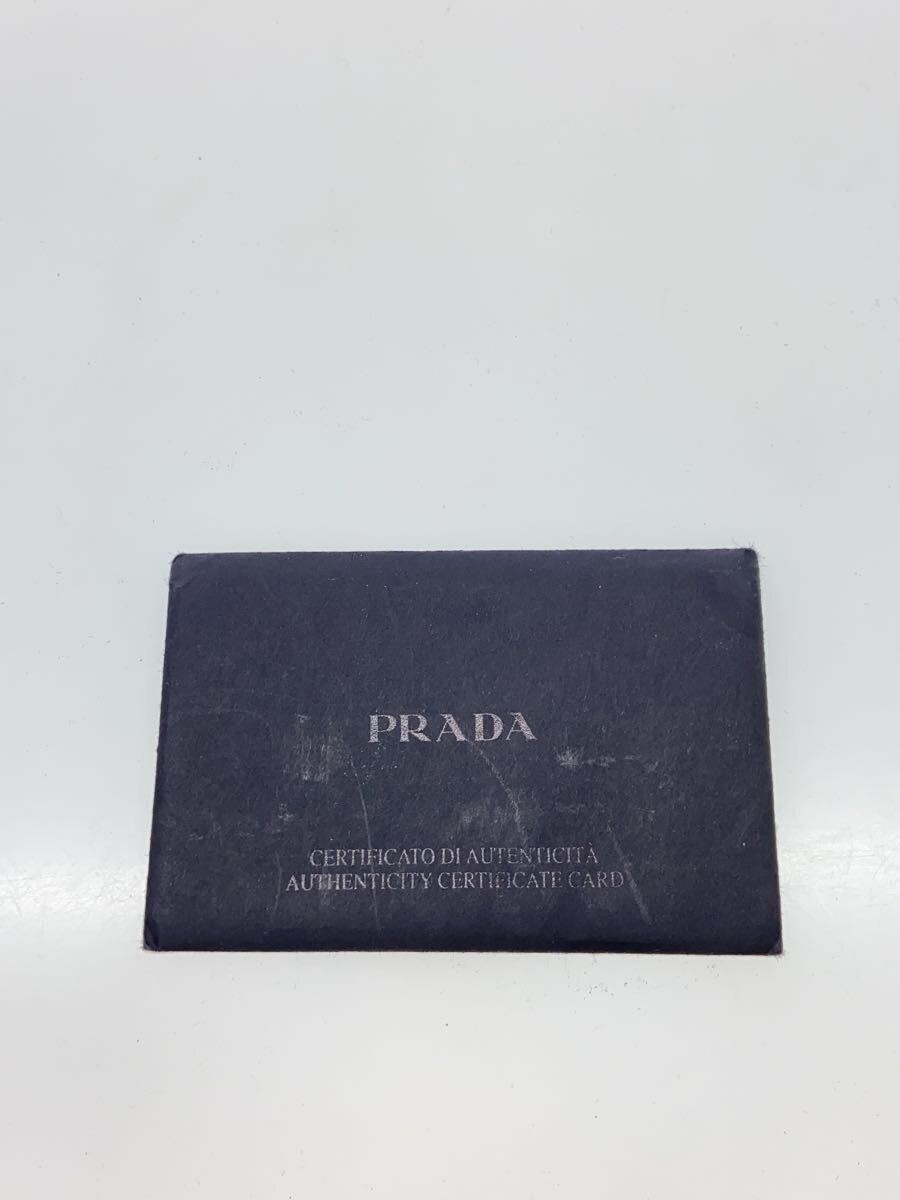 PRADA
CERTIFICATO DI AUTENTICITÀ
AUTHENTICITY CERTIFICATE CARD